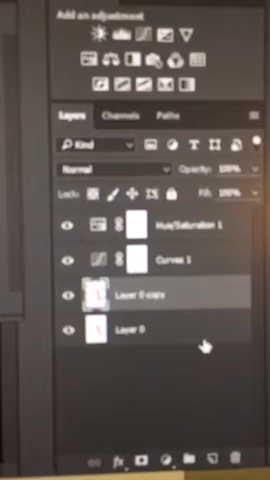 Add an adjustment
Layers Channels Paths
Kind
Normal Opacity: 100%
Lock: Fill: 100%
Hue/Saturation 1
Curves 1
Layer 0 copy
Layer 0
fx